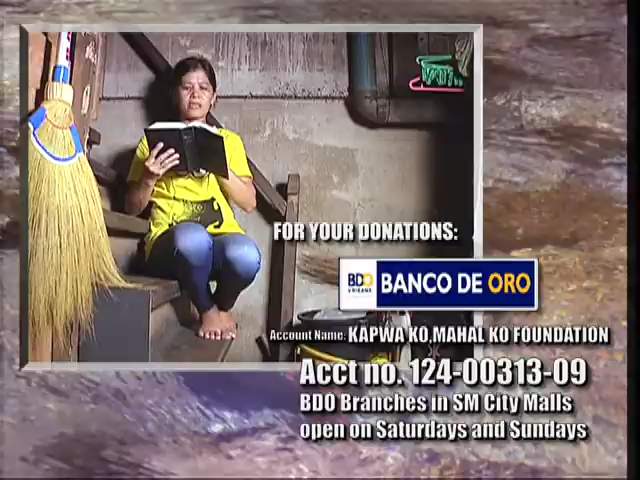 FOR YOUR DONATIONS:
BDO
BANCO DE ORO
Account Name: KAPWA KO,MAHAL KO FOUNDATION
Acct no. 124-00313-09
BDO Branches in SM City Malls
open on Saturdays and Sundays